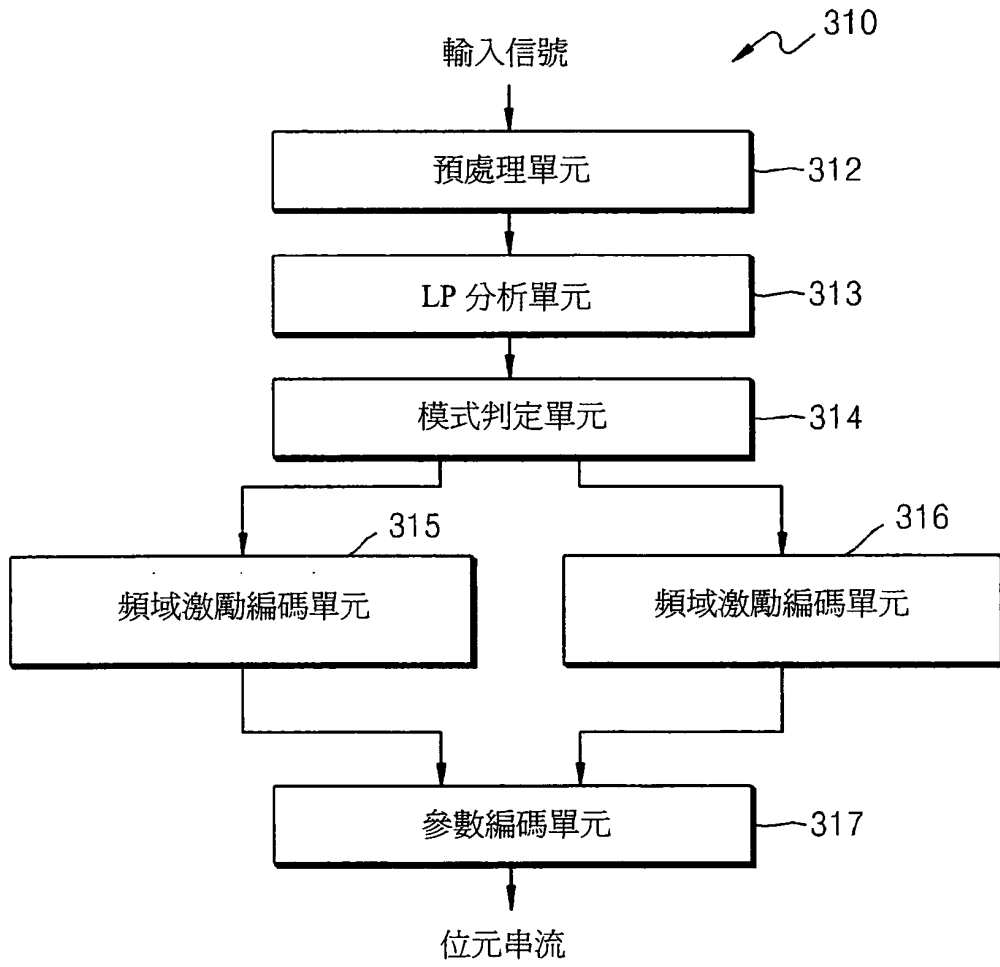 310
輸入信號
預處理單元
312
LP 分析單元
313
模式判定單元
314
315
316
頻域激勵編碼單元
頻域激勵編碼單元
參數編碼單元
317
位元串流